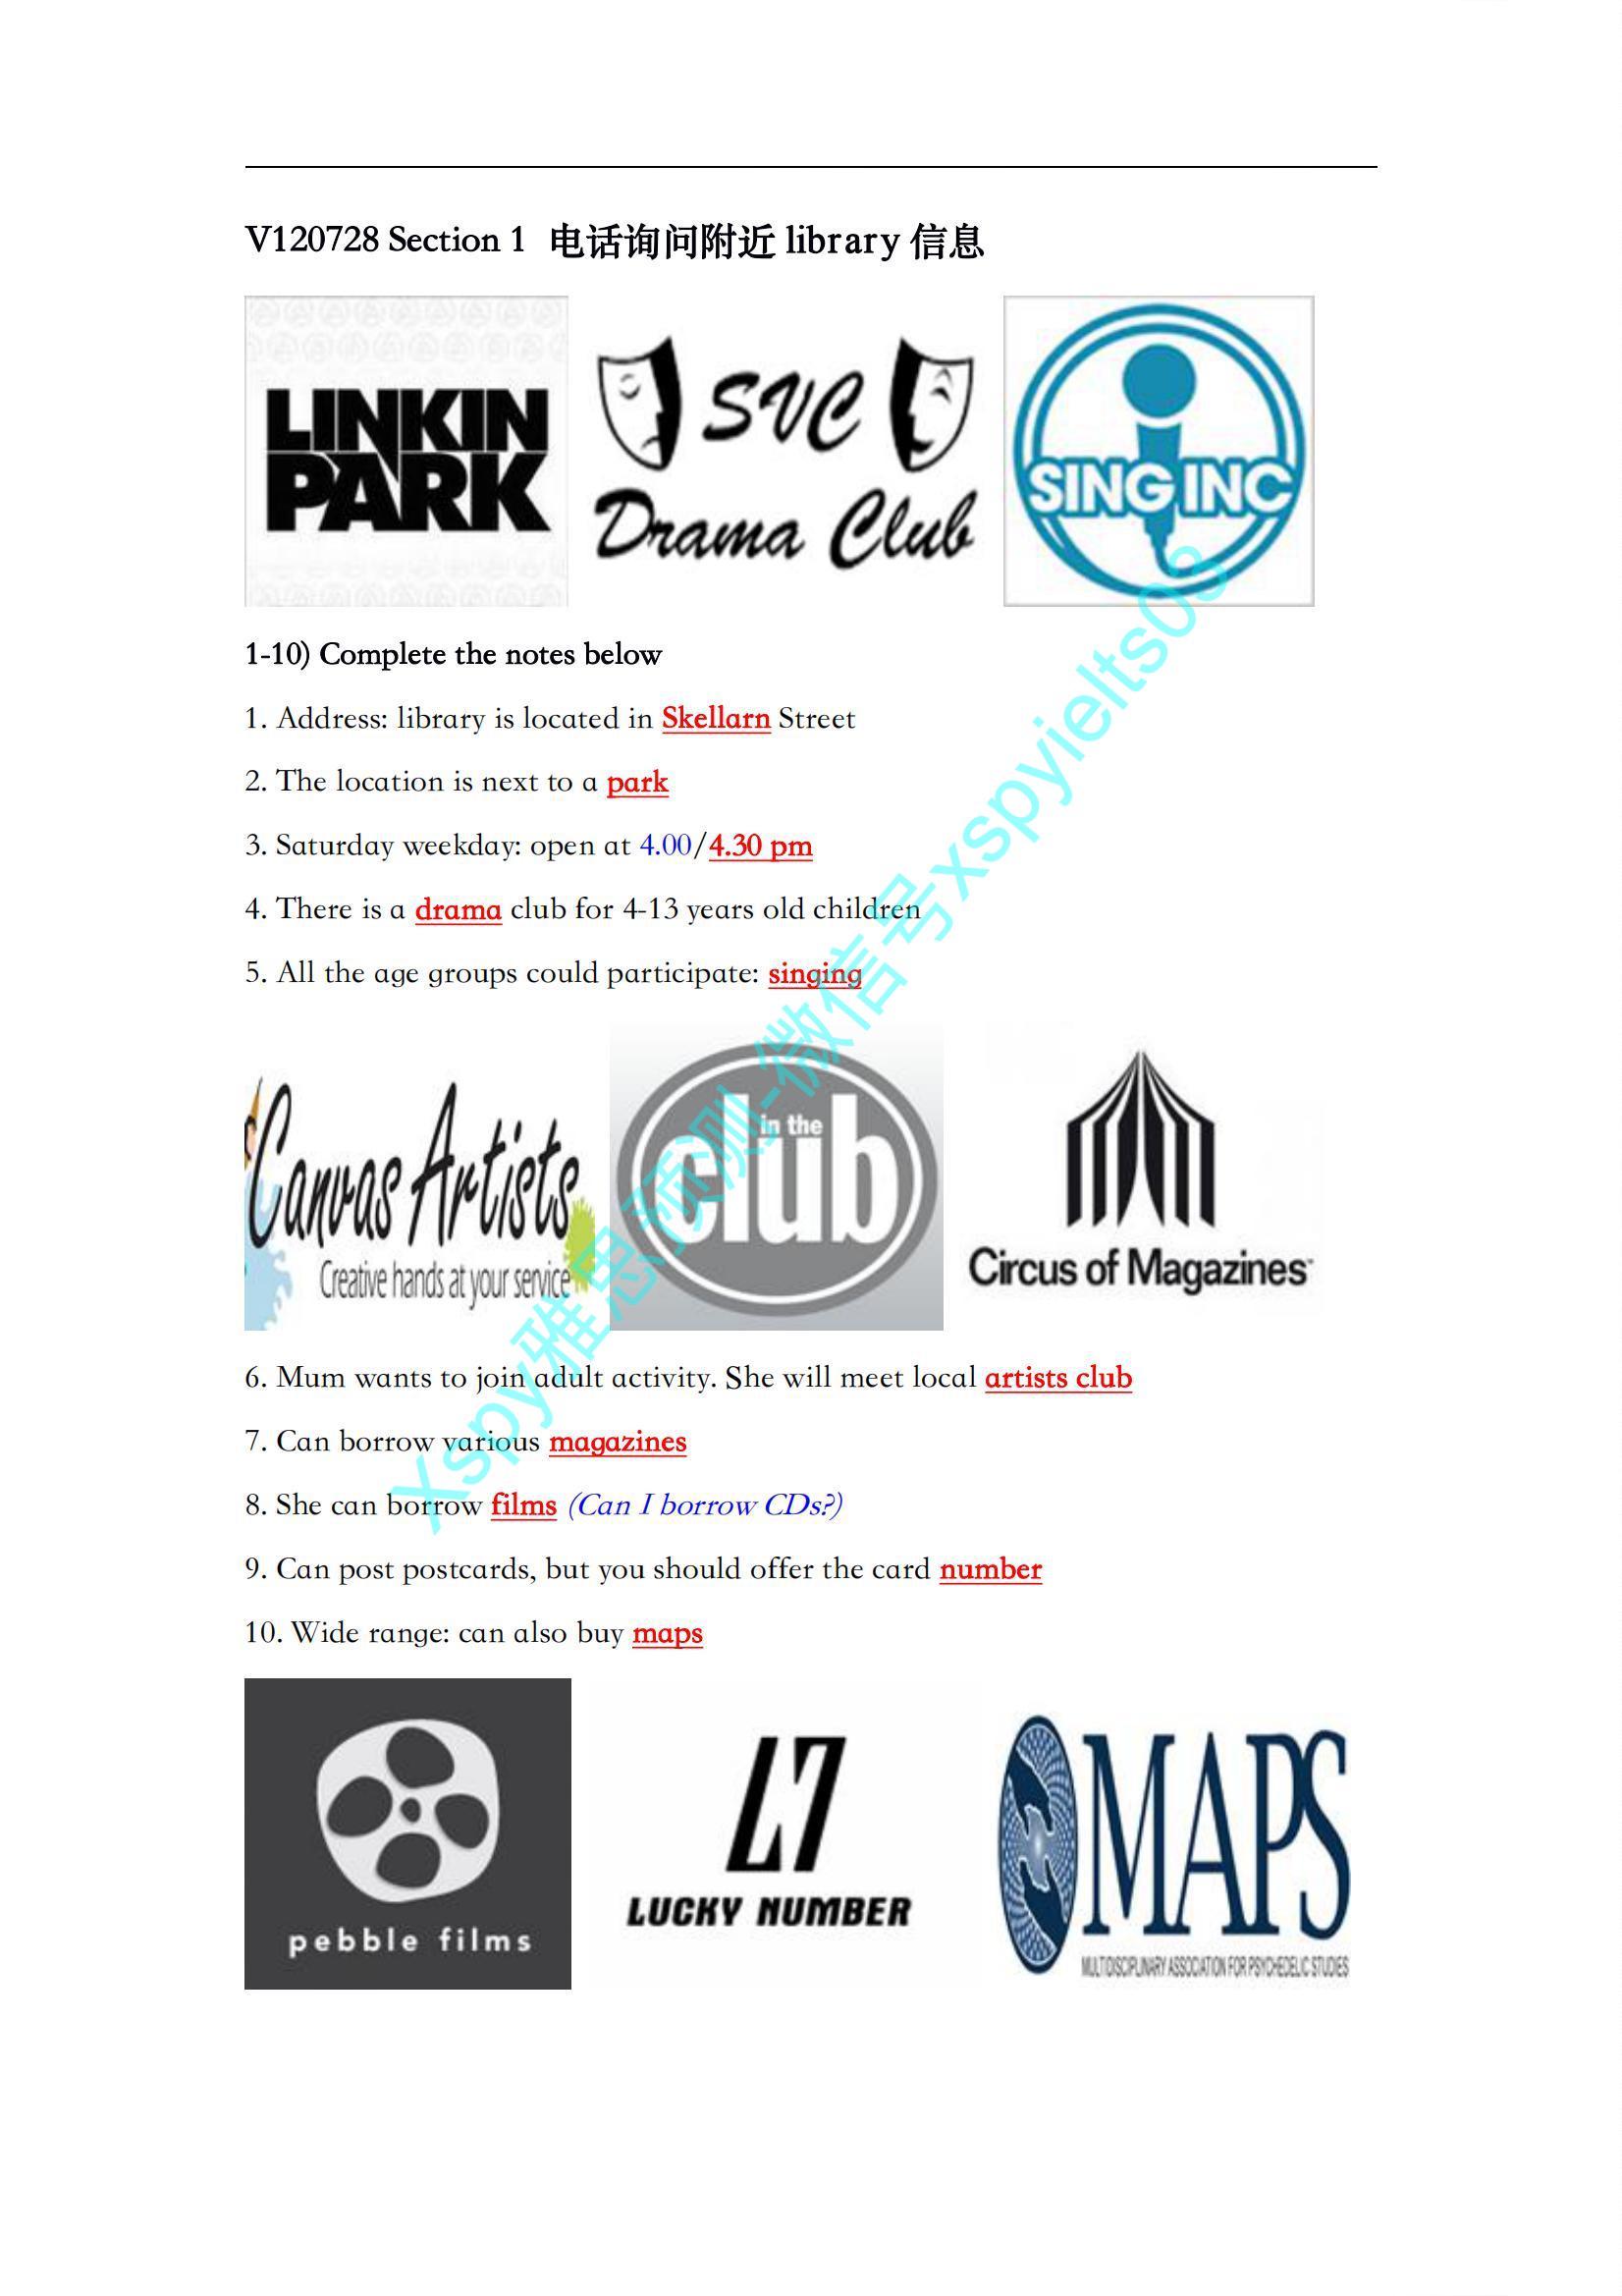 V120728 Section 1 电话询问附近 library 信息
LINKIN
PARK
SVC
Drama Club
SING INC
1-10) Complete the notes below
1. Address: library is located in Skellarn Street
2. The location is next to a park
3. Saturday weekday: open at 4.00/4.30 pm
4. There is a drama club for 4-13 years old children
5. All the age groups could participate: singing
Canvas Artists
Creative hands at your service
in the
club
Circus of Magazines
6. Mum wants to join adult activity. She will meet local artists club
7. Can borrow various magazines
8. She can borrow films (Can I borrow CDs?)
9. Can post postcards, but you should offer the card number
10. Wide range: can also buy maps
pebble films
L7
LUCKY NUMBER
MAPS
MULTIDISCIPLINARY ASSOCIATION FOR PSYCHEDELIC STUDIES
Xspy雅思预测-微信号xspyielts03